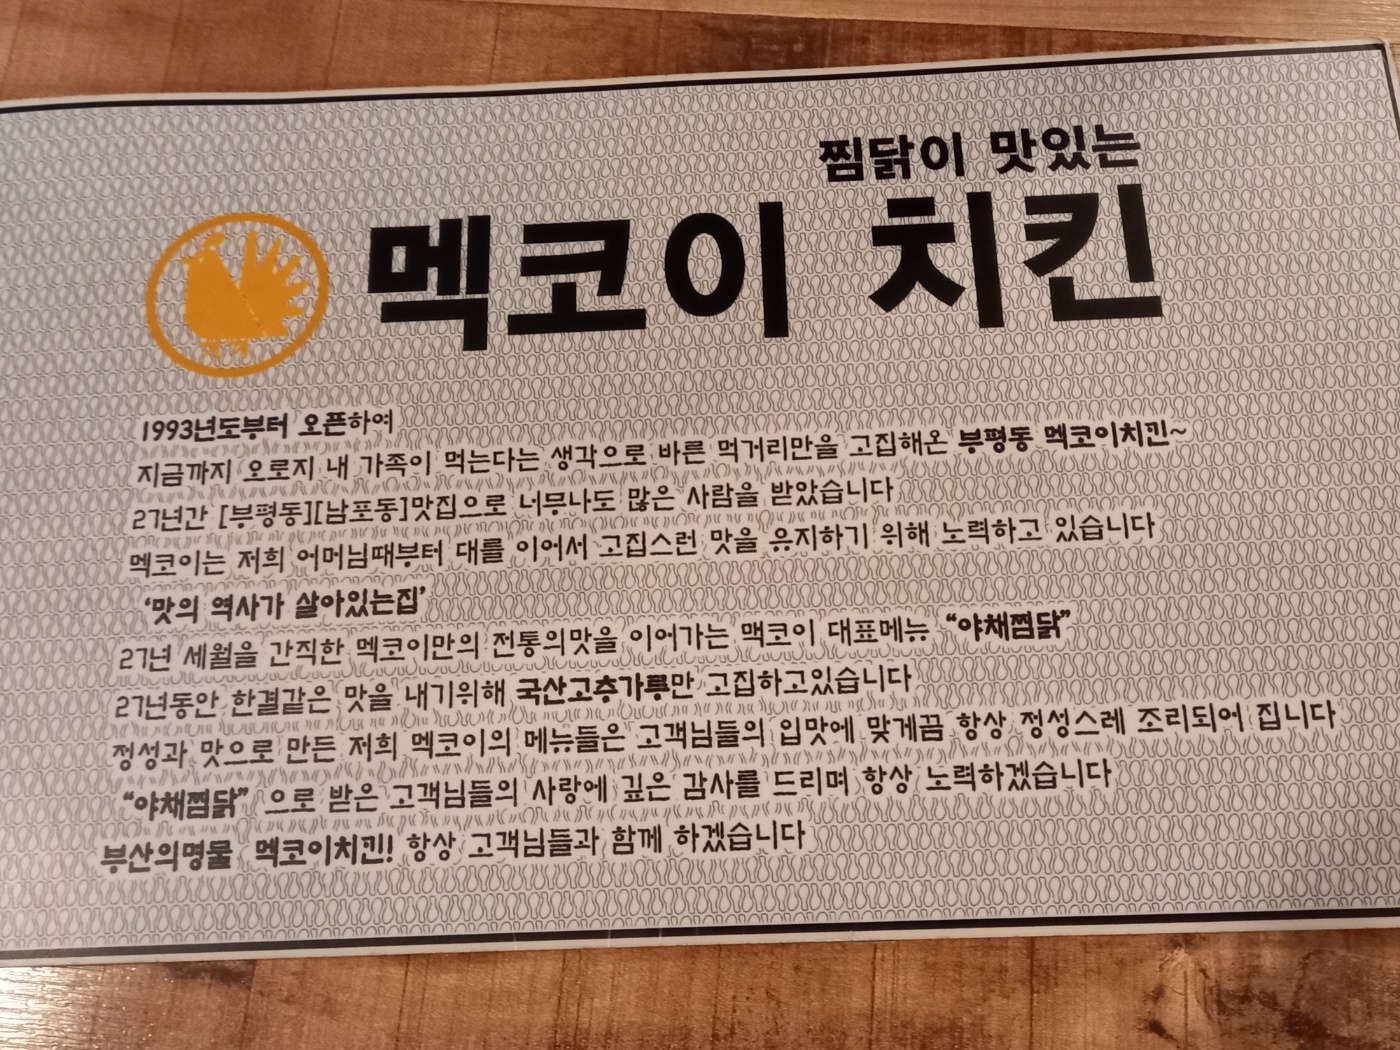 찜닭이 맛있는
멕코이 치킨
1993년도부터 오픈하여
지금까지 오로지 내 가족이 먹는다는 생각으로 바른 먹거리만을 고집해온 부평동 멕코이치킨~
27년간 [부평동][남포동]맛집으로 너무나도 많은 사람을 받았습니다
멕코이는 저희 어머님때부터 대를 이어서 고집스런 맛을 유지하기 위해 노력하고 있습니다
‘맛의 역사가 살아있는집’
27년 세월을 간직한 멕코이만의 전통의맛을 이어가는 맥코이 대표메뉴 “야채찜닭”
27년동안 한결같은 맛을 내기위해 국산고추가루만 고집하고있습니다
정성과 맛으로 만든 저희 멕코이의 메뉴들은 고객님들의 입맛에 맞게끔 항상 정성스레 조리되어 집니다
“야채찜닭” 으로 받은 고객님들의 사랑에 깊은 감사를 드리며 항상 노력하겠습니다
부산의명물 멕코이치킨! 항상 고객님들과 함께 하겠습니다